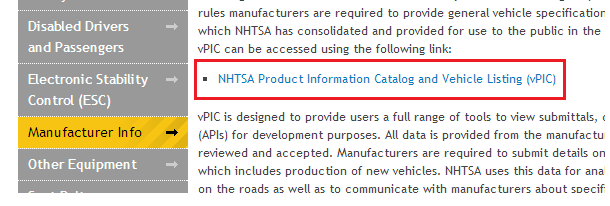 Disabled Drivers
and Passengers
Electronic Stability
Control (ESC)
Manufacturer Info
Other Equipment
rules manufacturers are required to provide general vehicle specification
which NHTSA has consolidated and provided for use to the public in the
vPIC can be accessed using the following link:
NHTSA Product Information Catalog and Vehicle Listing (vPIC)
vPIC is designed to provide users a full range of tools to view submittals,
(APIs) for development purposes. All data is provided from the manufactu
reviewed and accepted. Manufacturers are required to submit details on
which includes production of new vehicles. NHTSA uses this data for anal
on the roads as well as to communicate with manufacturers about specifi